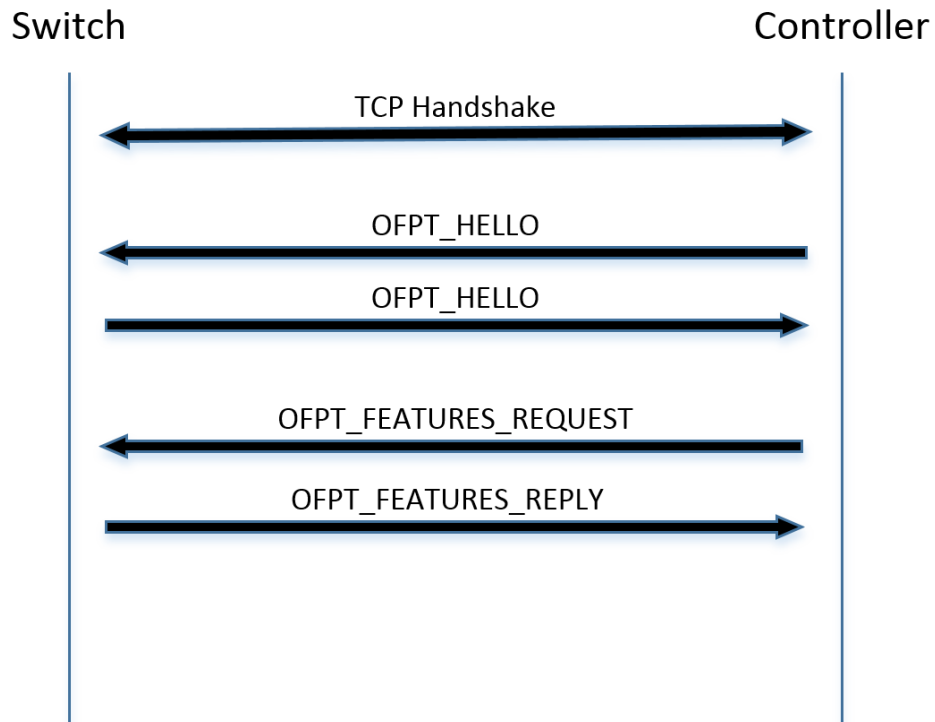 Switch
Controller
TCP Handshake
OFPT_HELLO
OFPT_HELLO
OFPT_FEATURES_REQUEST
OFPT_FEATURES_REPLY